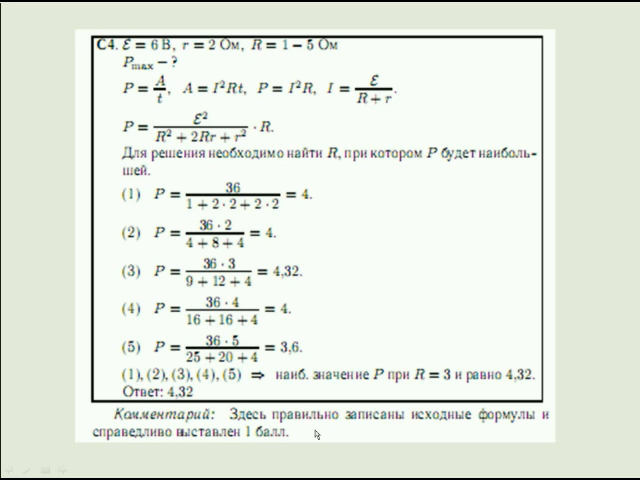 С4. ℰ = 6 В, r = 2 Ом, R = 1 – 5 Ом
P_max – ?
P = A/t, A = I²Rt, P = I²R, I = ℰ/(R + r).
P = ℰ²/(R² + 2Rr + r²) · R.
Для решения необходимо найти R, при котором P будет наиболь-
шей.
(1) P = 36/(1 + 2 · 2 + 2 · 2) = 4.
(2) P = (36 · 2)/(4 + 8 + 4) = 4.
(3) P = (36 · 3)/(9 + 12 + 4) = 4,32.
(4) P = (36 · 4)/(16 + 16 + 4) = 4.
(5) P = (36 · 5)/(25 + 20 + 4) = 3,6.
(1), (2), (3), (4), (5) ⇒ наиб. значение P при R = 3 и равно 4,32.
Ответ: 4,32
Комментарий: Здесь правильно записаны исходные формулы и
справедливо выставлен 1 балл.